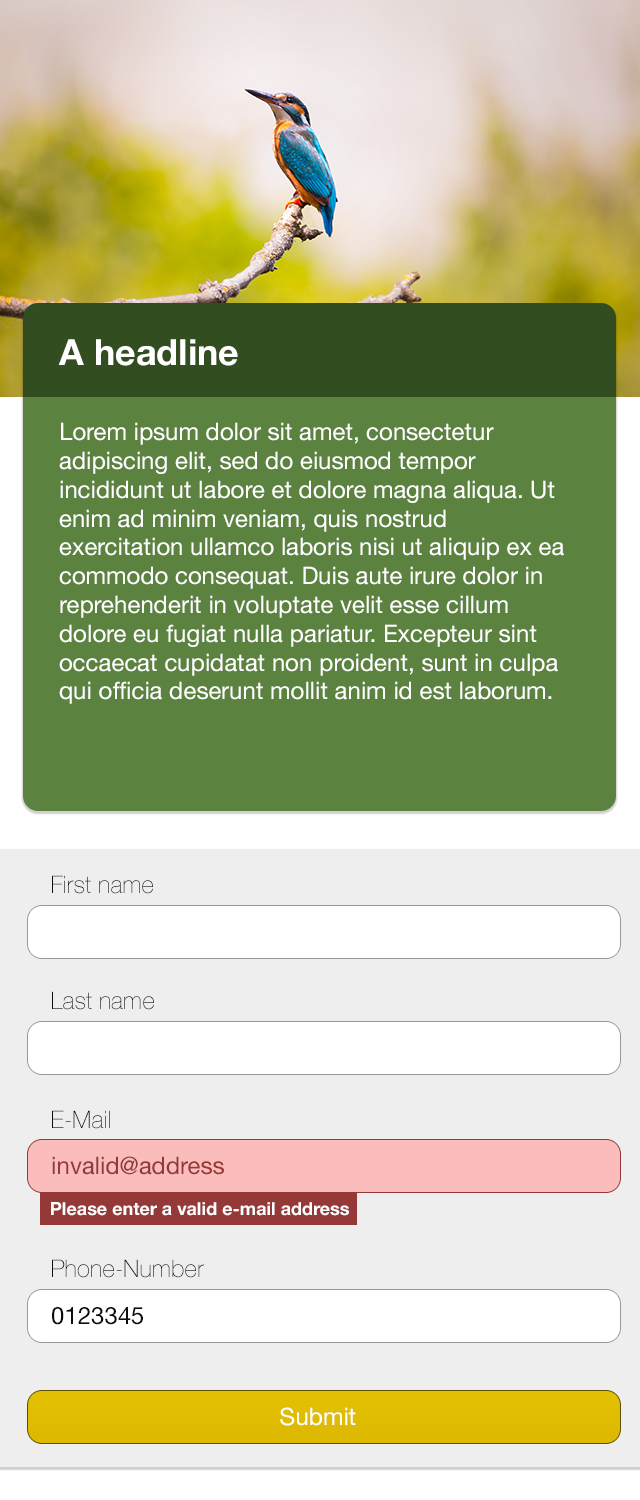 A headline
Lorem ipsum dolor sit amet, consectetur
adipiscing elit, sed do eiusmod tempor
incididunt ut labore et dolore magna aliqua. Ut
enim ad minim veniam, quis nostrud
exercitation ullamco laboris nisi ut aliquip ex ea
commodo consequat. Duis aute irure dolor in
reprehenderit in voluptate velit esse cillum
dolore eu fugiat nulla pariatur. Excepteur sint
occaecat cupidatat non proident, sunt in culpa
qui officia deserunt mollit anim id est laborum.
First name
Last name
E-Mail
invalid@address
Please enter a valid e-mail address
Phone-Number
0123345
Submit